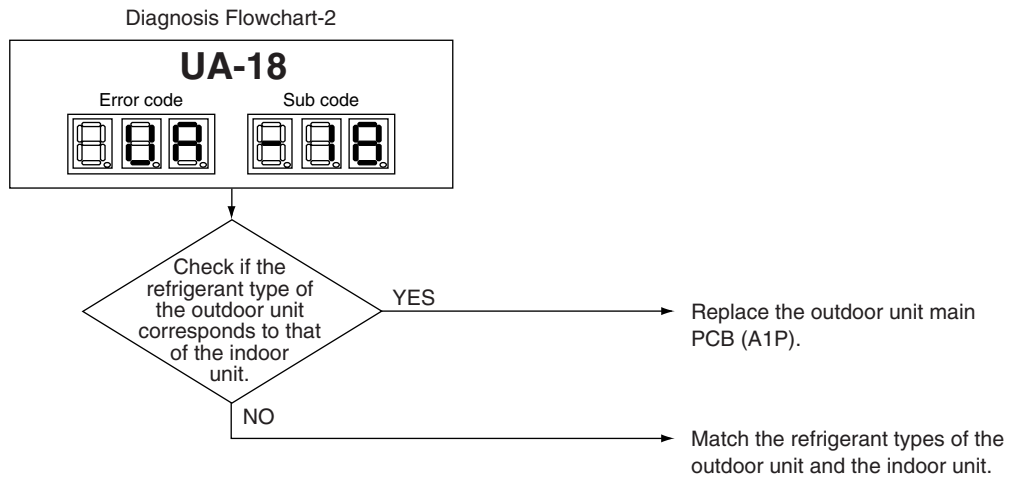 Diagnosis Flowchart-2
UA-18
Error code
Sub code
UA
-18
Check if the
refrigerant type of
the outdoor unit
corresponds to that
of the indoor
unit.
YES
Replace the outdoor unit main
PCB (A1P).
NO
Match the refrigerant types of the
outdoor unit and the indoor unit.